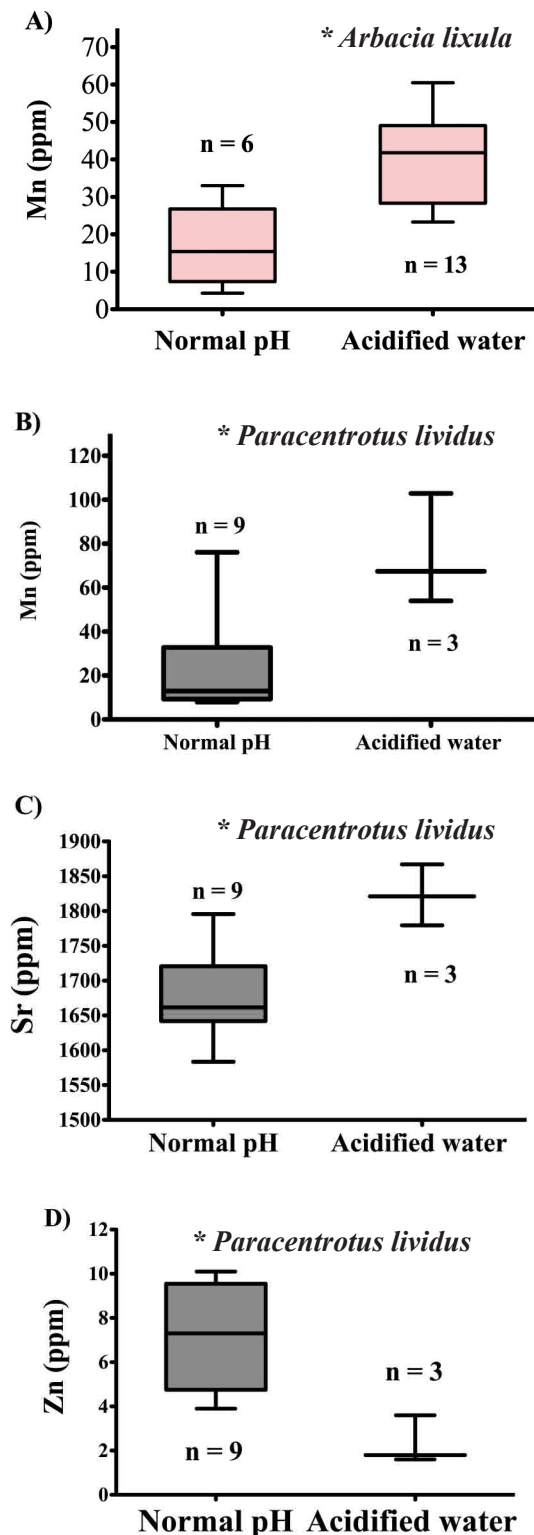 A)
* Arbacia lixula
Mn (ppm)
70
60
50
40
30
20
10
0
n = 6
n = 13
Normal pH Acidified water
B)
* Paracentrotus lividus
Mn (ppm)
120
100
80
60
40
20
0
n = 9
n = 3
Normal pH Acidified water
C)
* Paracentrotus lividus
Sr (ppm)
1900
1850
1800
1750
1700
1650
1600
1550
1500
n = 9
n = 3
Normal pH Acidified water
D)
* Paracentrotus lividus
Zn (ppm)
12
10
8
6
4
2
0
n = 3
n = 9
Normal pH Acidified water